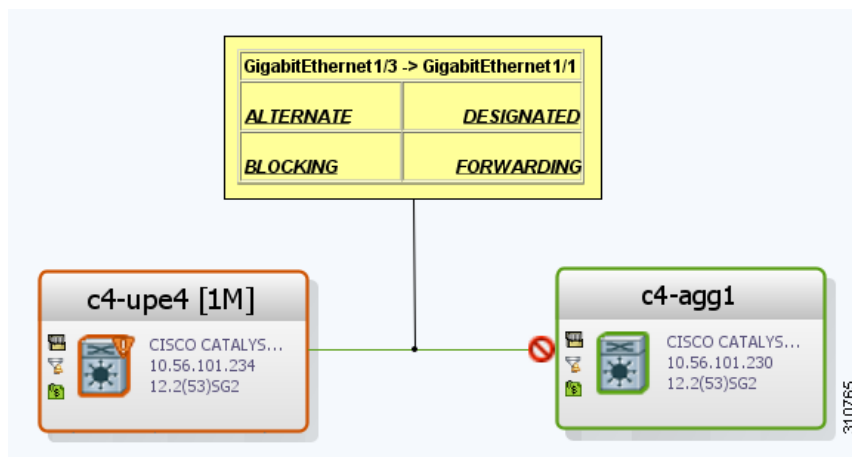 GigabitEthernet1/3 -> GigabitEthernet1/1
ALTERNATE DESIGNATED
BLOCKING FORWARDING
c4-upe4 [1M]
CISCO CATALYS...
10.56.101.234
12.2(53)SG2
c4-agg1
CISCO CATALYS...
10.56.101.230
12.2(53)SG2
310765